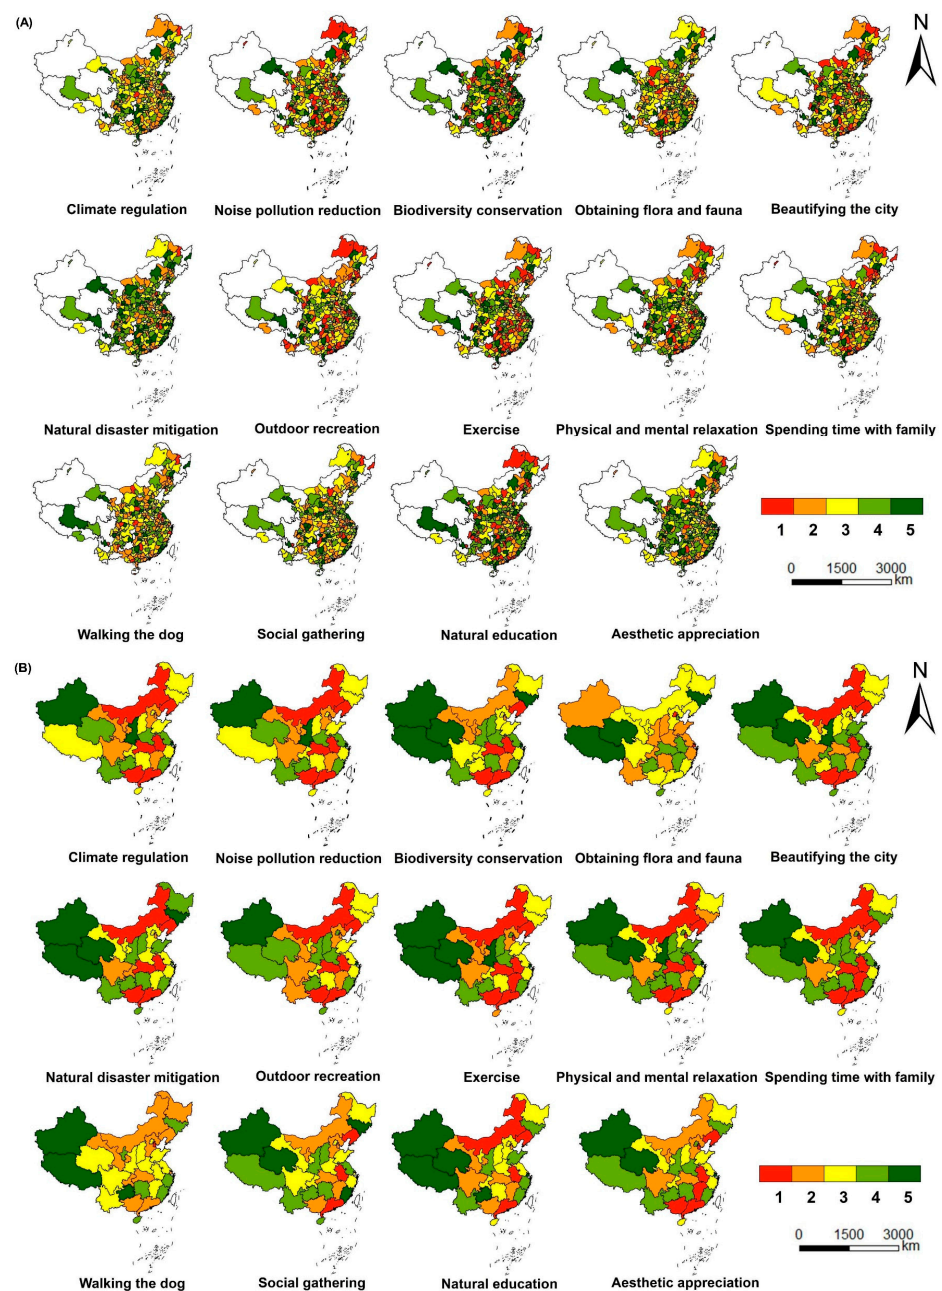 (A)
N
Climate regulation Noise pollution reduction Biodiversity conservation Obtaining flora and fauna Beautifying the city
Natural disaster mitigation Outdoor recreation Exercise Physical and mental relaxation Spending time with family
1 2 3 4 5
0 1500 3000
km
Walking the dog Social gathering Natural education Aesthetic appreciation
(B)
N
Climate regulation Noise pollution reduction Biodiversity conservation Obtaining flora and fauna Beautifying the city
Natural disaster mitigation Outdoor recreation Exercise Physical and mental relaxation Spending time with family
1 2 3 4 5
0 1500 3000
km
Walking the dog Social gathering Natural education Aesthetic appreciation